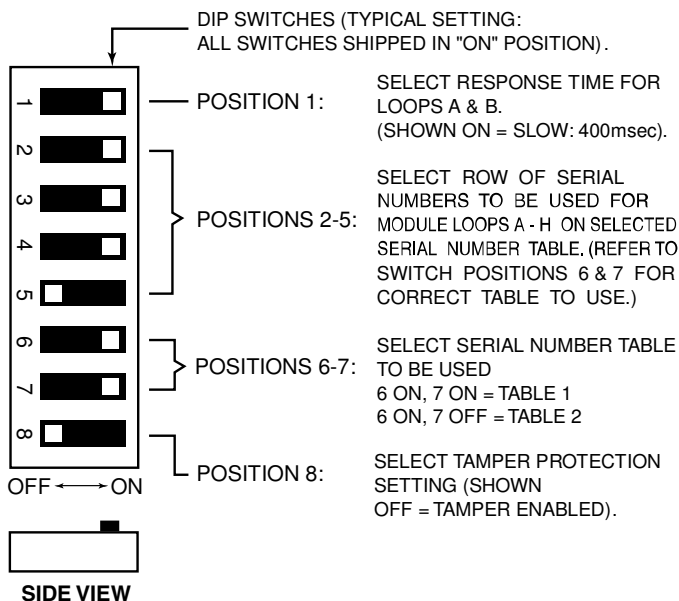 DIP SWITCHES (TYPICAL SETTING:
ALL SWITCHES SHIPPED IN "ON" POSITION).
1
2
3
4
5
6
7
8
OFF ON
SIDE VIEW
POSITION 1:
SELECT RESPONSE TIME FOR
LOOPS A & B.
(SHOWN ON = SLOW: 400msec).
POSITIONS 2-5:
SELECT ROW OF SERIAL
NUMBERS TO BE USED FOR
MODULE LOOPS A - H ON SELECTED
SERIAL NUMBER TABLE. (REFER TO
SWITCH POSITIONS 6 & 7 FOR
CORRECT TABLE TO USE.)
POSITIONS 6-7:
SELECT SERIAL NUMBER TABLE
TO BE USED
6 ON, 7 ON = TABLE 1
6 ON, 7 OFF = TABLE 2
POSITION 8:
SELECT TAMPER PROTECTION
SETTING (SHOWN
OFF = TAMPER ENABLED).